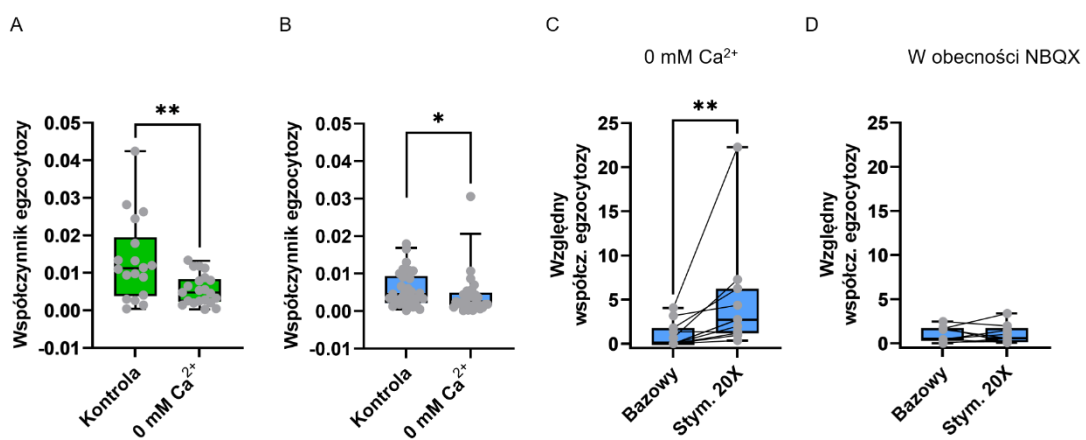 A
B
C
D
0 mM Ca²⁺
W obecności NBQX
Współczynnik egzocytozy
0.05
0.04
0.03
0.02
0.01
0.00
-0.01
**
Kontrola
0 mM Ca²⁺
Współczynnik egzocytozy
0.05
0.04
0.03
0.02
0.01
0.00
-0.01
*
Kontrola
0 mM Ca²⁺
Względny
współcz. egzocytozy
25
20
15
10
5
0
**
Bazowy
Stym. 20X
Względny
współcz. egzocytozy
25
20
15
10
5
0
Bazowy
Stym. 20X